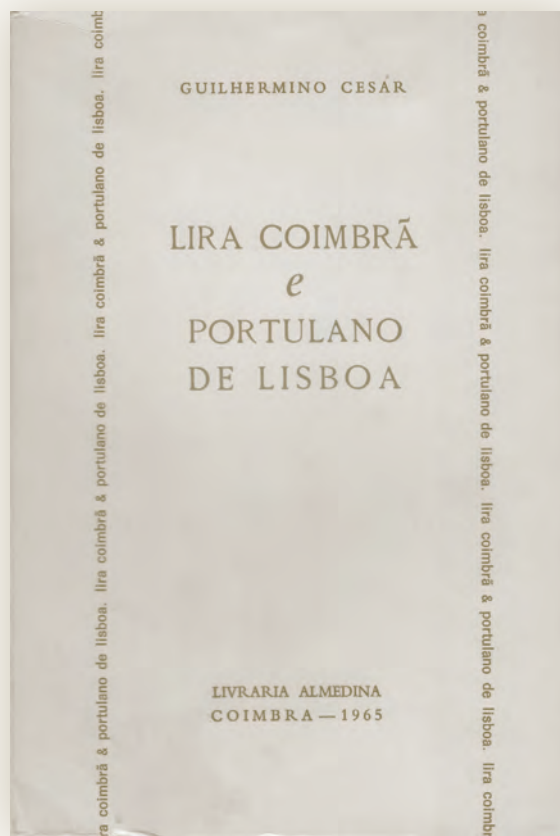 GUILHERMINO CESAR
LIRA COIMBRÃ
e
PORTULANO
DE LISBOA
LIVRARIA ALMEDINA
COIMBRA — 1965
ra coimbrã & portulano de lisboa. lira coimbrã & portulano de lisboa. lira coimbrã & portulano de lisboa. lira coimb
a coimbrã & portulano de lisboa. lira coimbrã & portulano de lisboa. lira coimbrã & portulano de lisboa. lira coimb